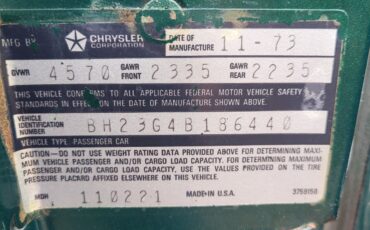 MFG BY CHRYSLER CORPORATION DATE OF MANUFACTURE 11-73
GVWR 4570 GAWR FRONT 2335 GAWR REAR 2235
THIS VEHICLE CONFORMS TO ALL APPLICABLE FEDERAL MOTOR VEHICLE SAFETY
STANDARDS IN EFFECT ON THE DATE OF MANUFACTURE SHOWN ABOVE.
VEHICLE IDENTIFICATION NUMBER BH23G4B186440
VEHICLE TYPE: PASSENGER CAR
CAUTION—DO NOT USE WEIGHT RATING DATA FOR DETERMINING MAXI-
MUM VEHICLE PASSENGER AND/OR CARGO LOAD CAPACITY. FOR DETERMINING MAXIMUM
PASSENGER AND/OR CARGO LOAD CAPACITY, USE THE VALUES ON THE TIRE
PRESSURE PLACARD AFFIXED ELSEWHERE ON THIS VEHICLE.
MDH 110221 MADE IN U.S.A. 3759158